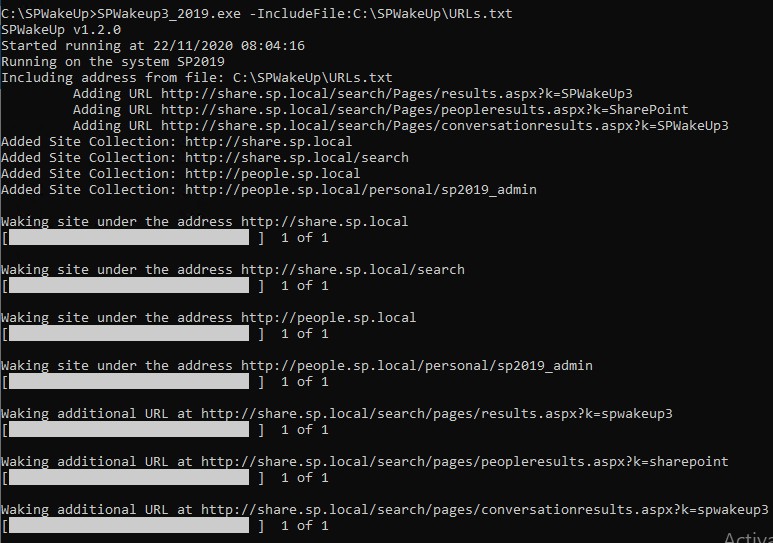 C:\SPWakeUp>SPWakeup3_2019.exe -IncludeFile:C:\SPWakeUp\URLs.txt
SPWakeUp v1.2.0
Started running at 22/11/2020 08:04:16
Running on the system SP2019
Including address from file: C:\SPWakeUp\URLs.txt
Adding URL http://share.sp.local/search/Pages/results.aspx?k=SPWakeUp3
Adding URL http://share.sp.local/search/Pages/peopleresults.aspx?k=SharePoint
Adding URL http://share.sp.local/search/Pages/conversationresults.aspx?k=SPWakeUp3
Added Site Collection: http://share.sp.local
Added Site Collection: http://share.sp.local/search
Added Site Collection: http://people.sp.local
Added Site Collection: http://people.sp.local/personal/sp2019_admin
Waking site under the address http://share.sp.local
[ ] 1 of 1
Waking site under the address http://share.sp.local/search
[ ] 1 of 1
Waking site under the address http://people.sp.local
[ ] 1 of 1
Waking site under the address http://people.sp.local/personal/sp2019_admin
[ ] 1 of 1
Waking additional URL at http://share.sp.local/search/pages/results.aspx?k=spwakeup3
[ ] 1 of 1
Waking additional URL at http://share.sp.local/search/pages/peopleresults.aspx?k=sharepoint
[ ] 1 of 1
Waking additional URL at http://share.sp.local/search/pages/conversationresults.aspx?k=spwakeup3
[ ] 1 of 1